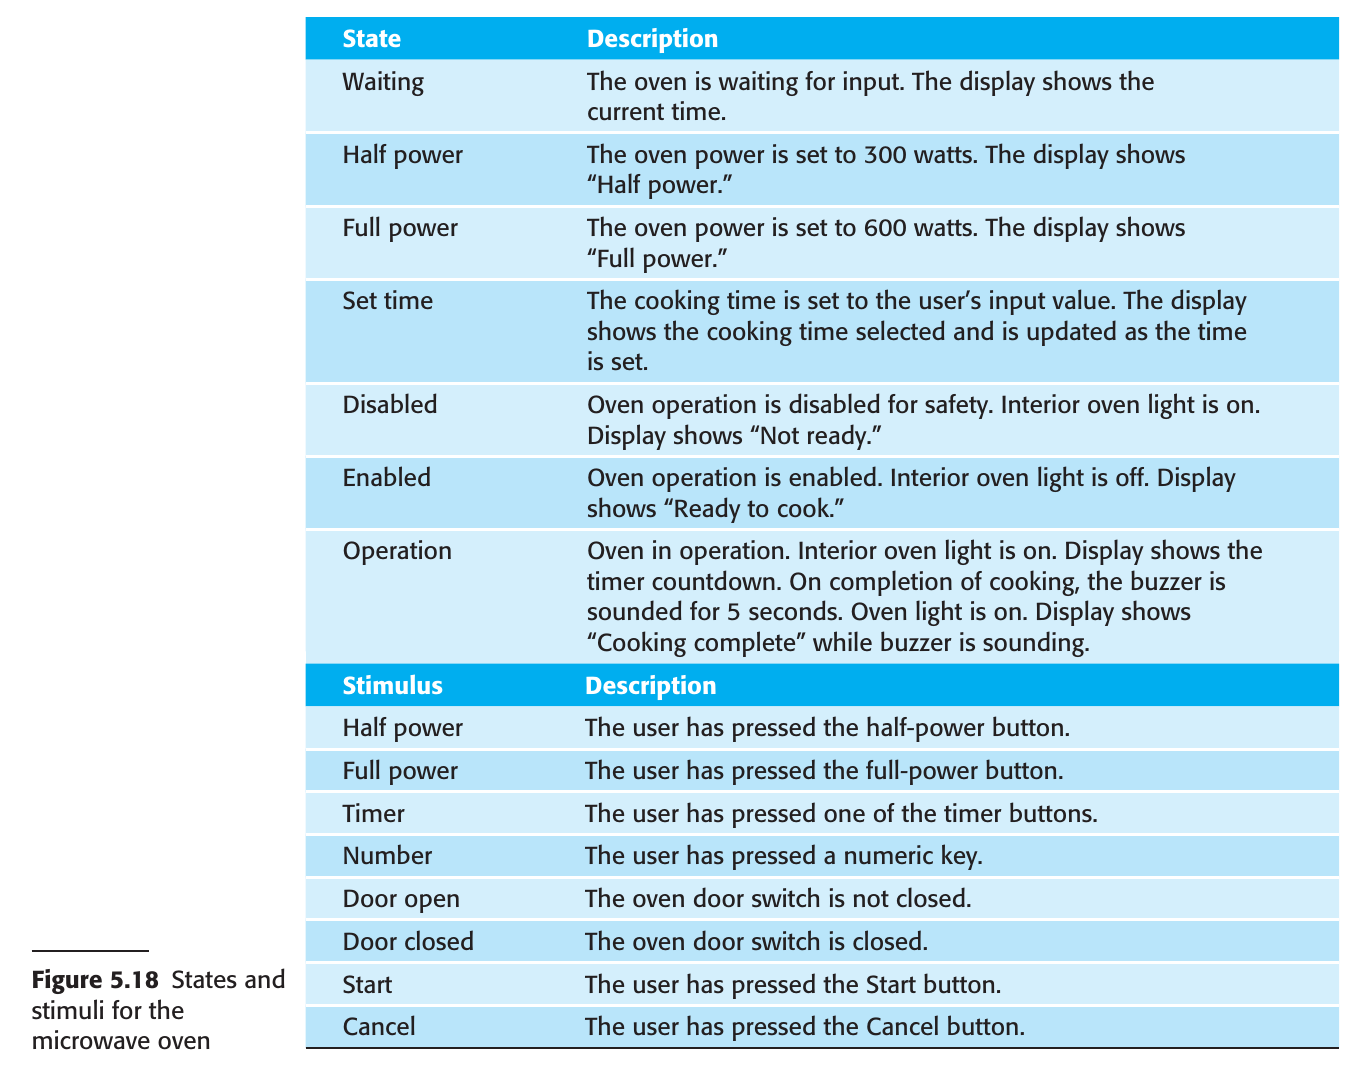 State Description
Waiting The oven is waiting for input. The display shows the
current time.
Half power The oven power is set to 300 watts. The display shows
“Half power.”
Full power The oven power is set to 600 watts. The display shows
“Full power.”
Set time The cooking time is set to the user’s input value. The display
shows the cooking time selected and is updated as the time
is set.
Disabled Oven operation is disabled for safety. Interior oven light is on.
Display shows “Not ready.”
Enabled Oven operation is enabled. Interior oven light is off. Display
shows “Ready to cook.”
Operation Oven in operation. Interior oven light is on. Display shows the
timer countdown. On completion of cooking, the buzzer is
sounded for 5 seconds. Oven light is on. Display shows
“Cooking complete” while buzzer is sounding.
Stimulus Description
Half power The user has pressed the half-power button.
Full power The user has pressed the full-power button.
Timer The user has pressed one of the timer buttons.
Number The user has pressed a numeric key.
Door open The oven door switch is not closed.
Door closed The oven door switch is closed.
Start The user has pressed the Start button.
Cancel The user has pressed the Cancel button.
Figure 5.18 States and
stimuli for the
microwave oven